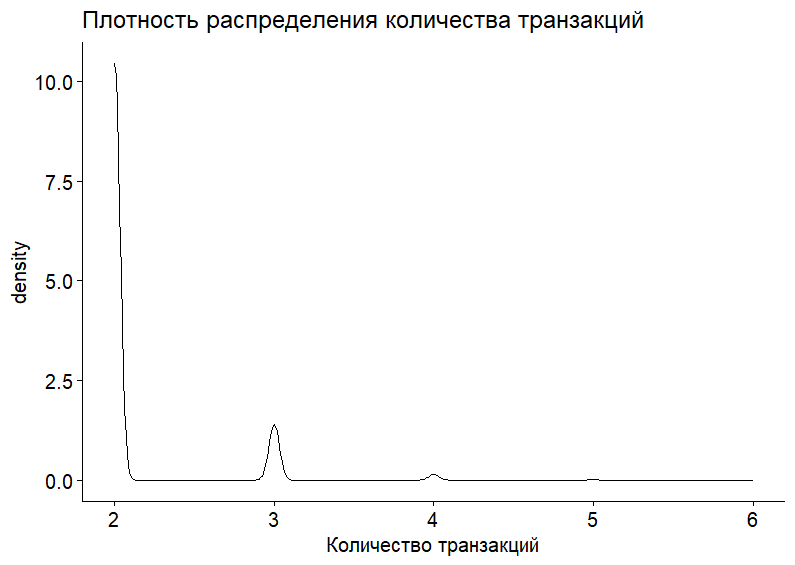 Плотность распределения количества транзакций
density
10.0
7.5
5.0
2.5
0.0
2 3 4 5 6
Количество транзакций